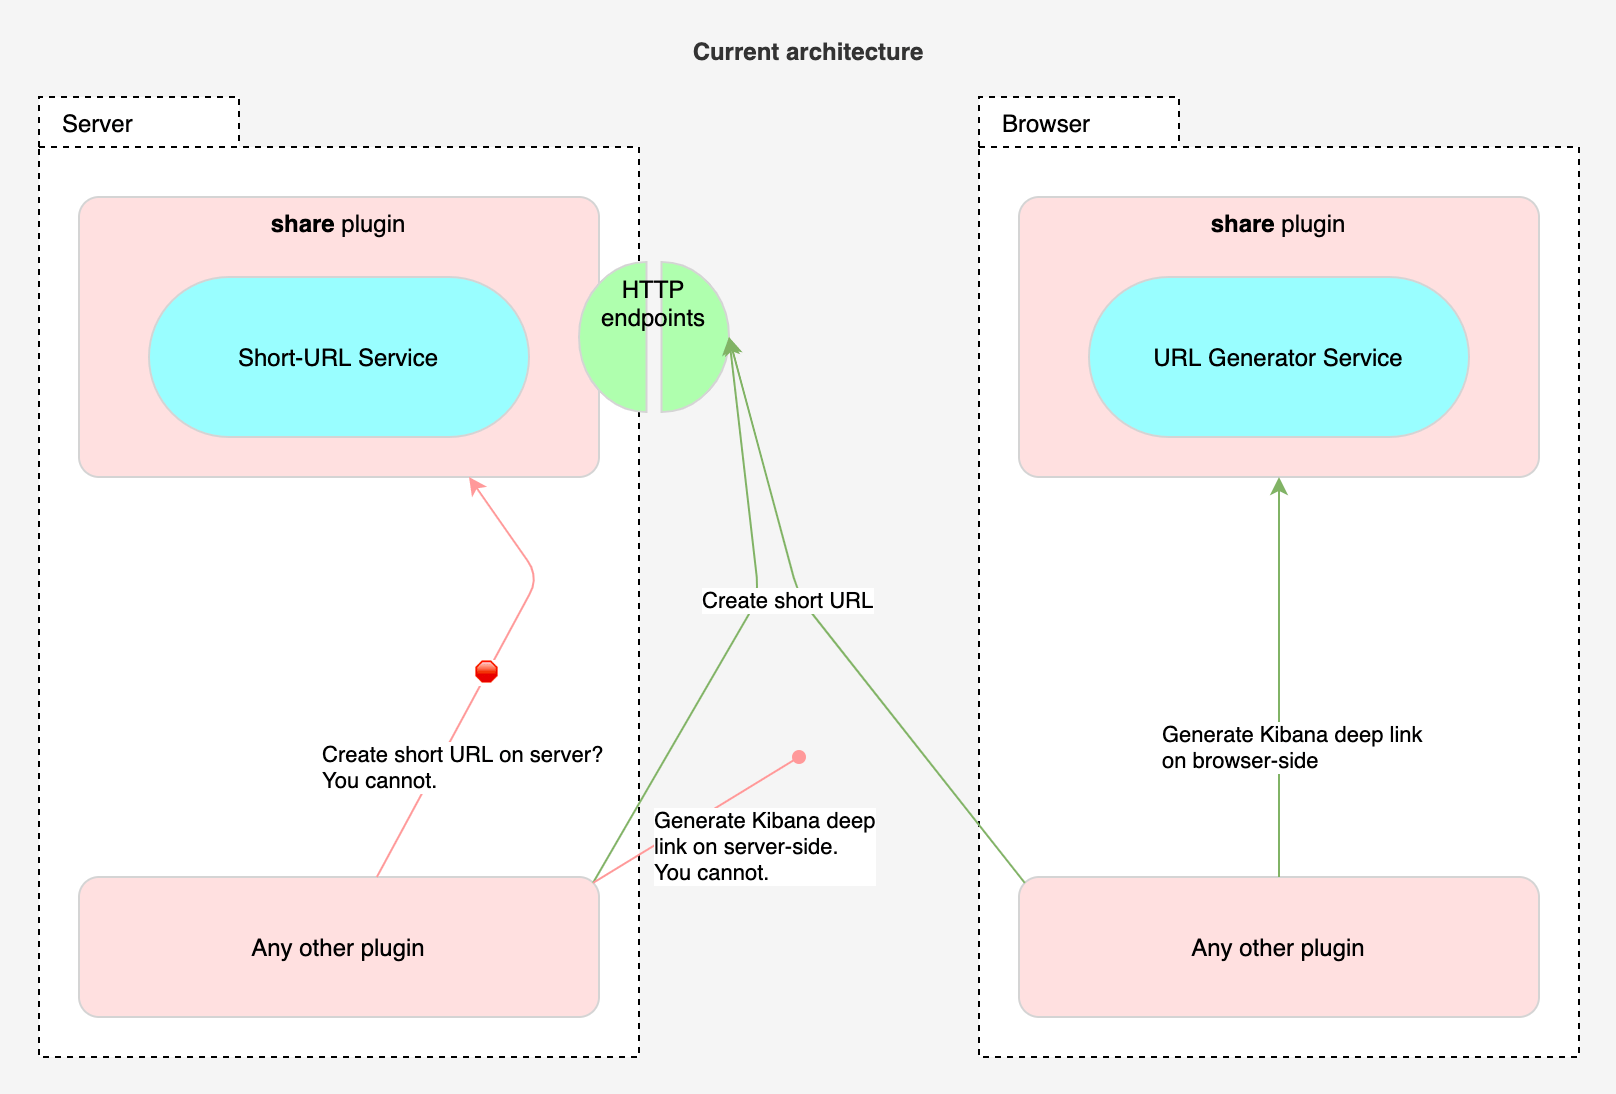 Current architecture
Server
share plugin
Short-URL Service
HTTP
endpoints
Create short URL on server?
You cannot.
Any other plugin
Create short URL
Generate Kibana deep
link on server-side.
You cannot.
Browser
share plugin
URL Generator Service
Generate Kibana deep link
on browser-side
Any other plugin